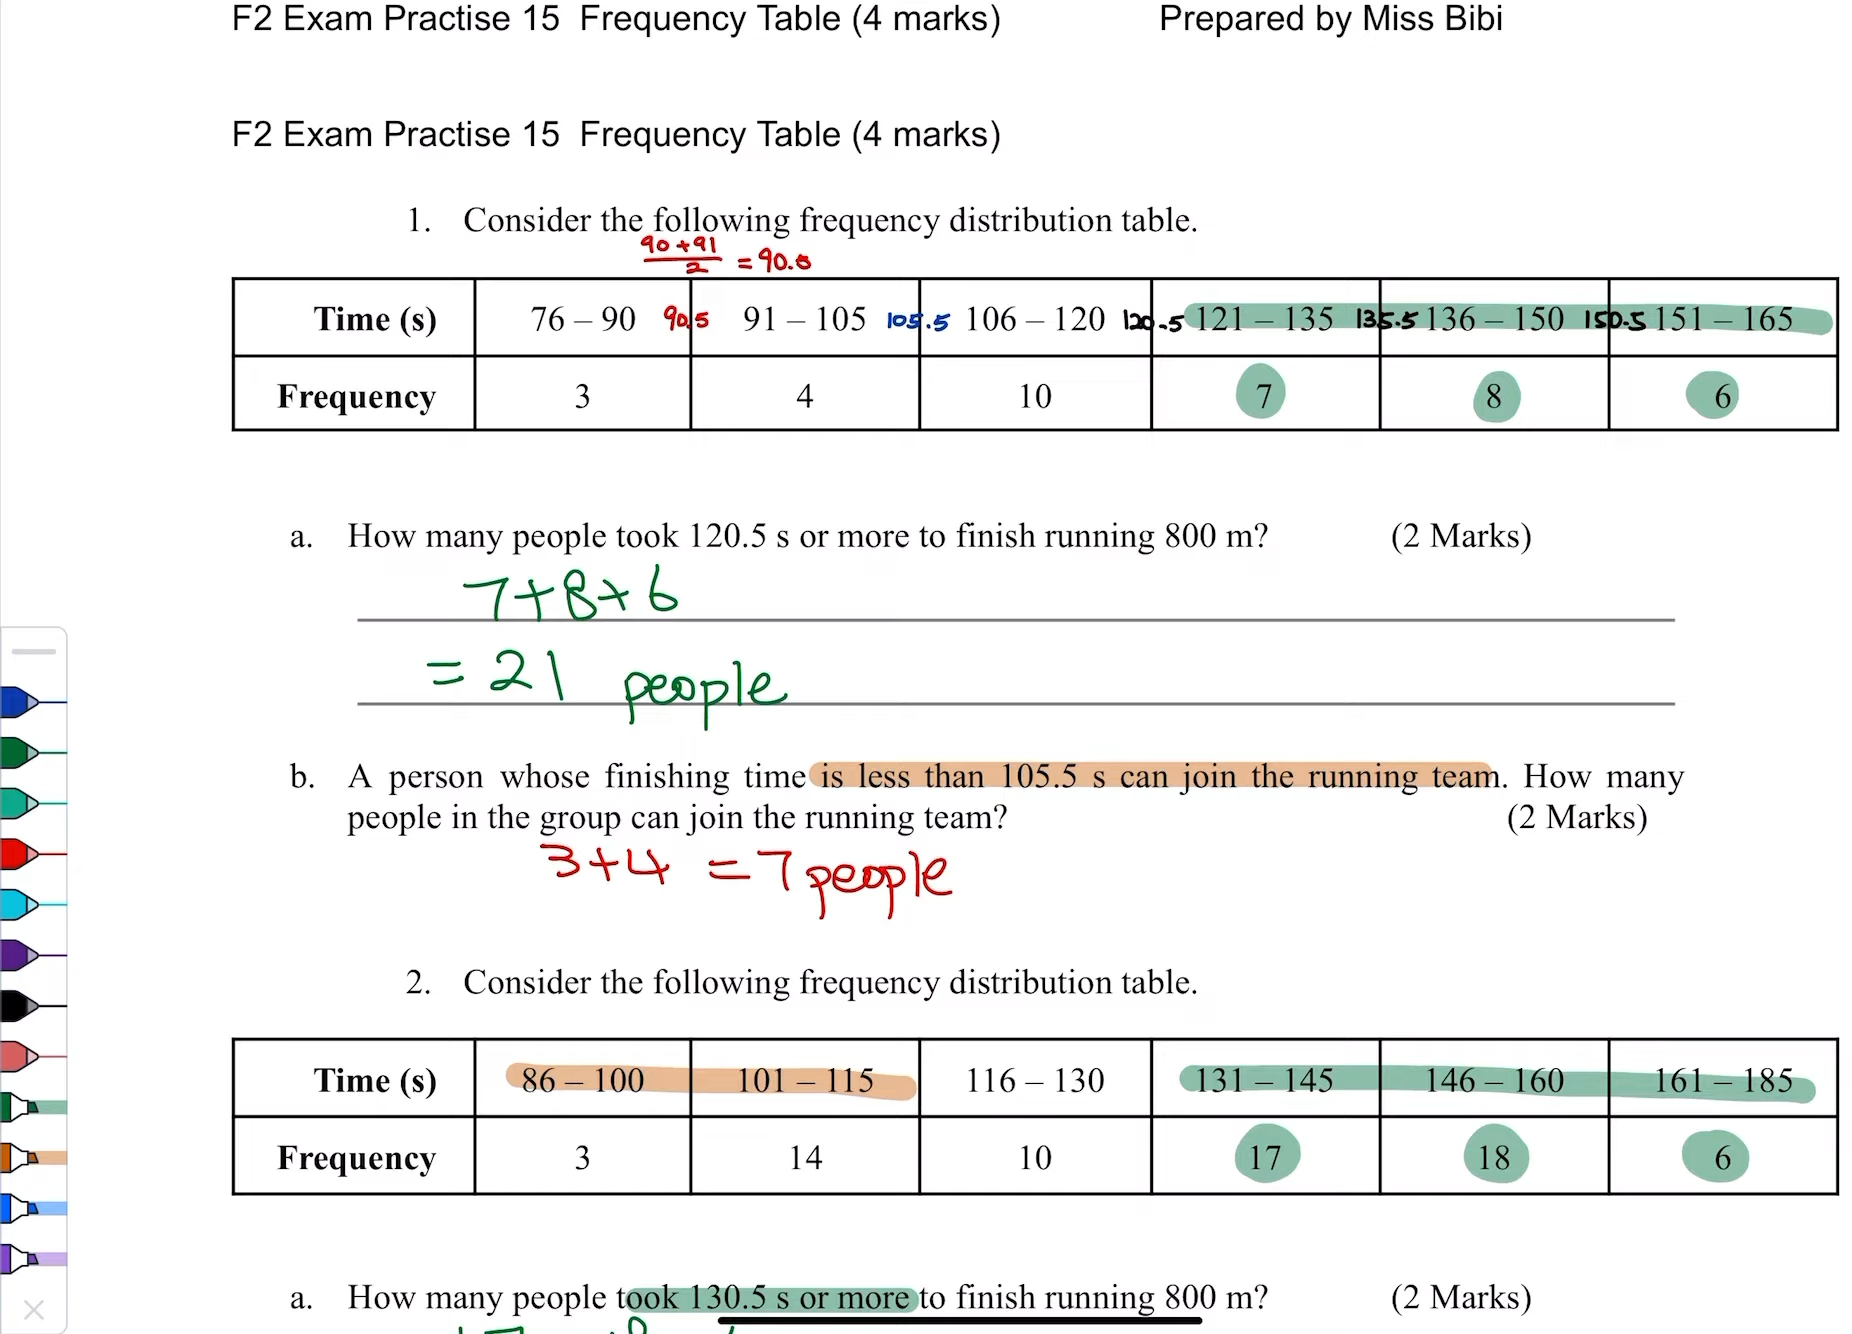 F2 Exam Practise 15 Frequency Table (4 marks) Prepared by Miss Bibi
F2 Exam Practise 15 Frequency Table (4 marks)
1. Consider the following frequency distribution table.
90+91
2
= 90.5
Time (s) 76 – 90 90.5 91 – 105 105.5 106 – 120 120.5 121 – 135 135.5 136 – 150 150.5 151 – 165
Frequency 3 4 10 7 8 6
a. How many people took 120.5 s or more to finish running 800 m? (2 Marks)
7+8+6
= 21 people
b. A person whose finishing time is less than 105.5 s can join the running team. How many
people in the group can join the running team? (2 Marks)
3+4 = 7 people
2. Consider the following frequency distribution table.
Time (s) 86 – 100 101 – 115 116 – 130 131 – 145 146 – 160 161 – 185
Frequency 3 14 10 17 18 6
a. How many people took 130.5 s or more to finish running 800 m? (2 Marks)